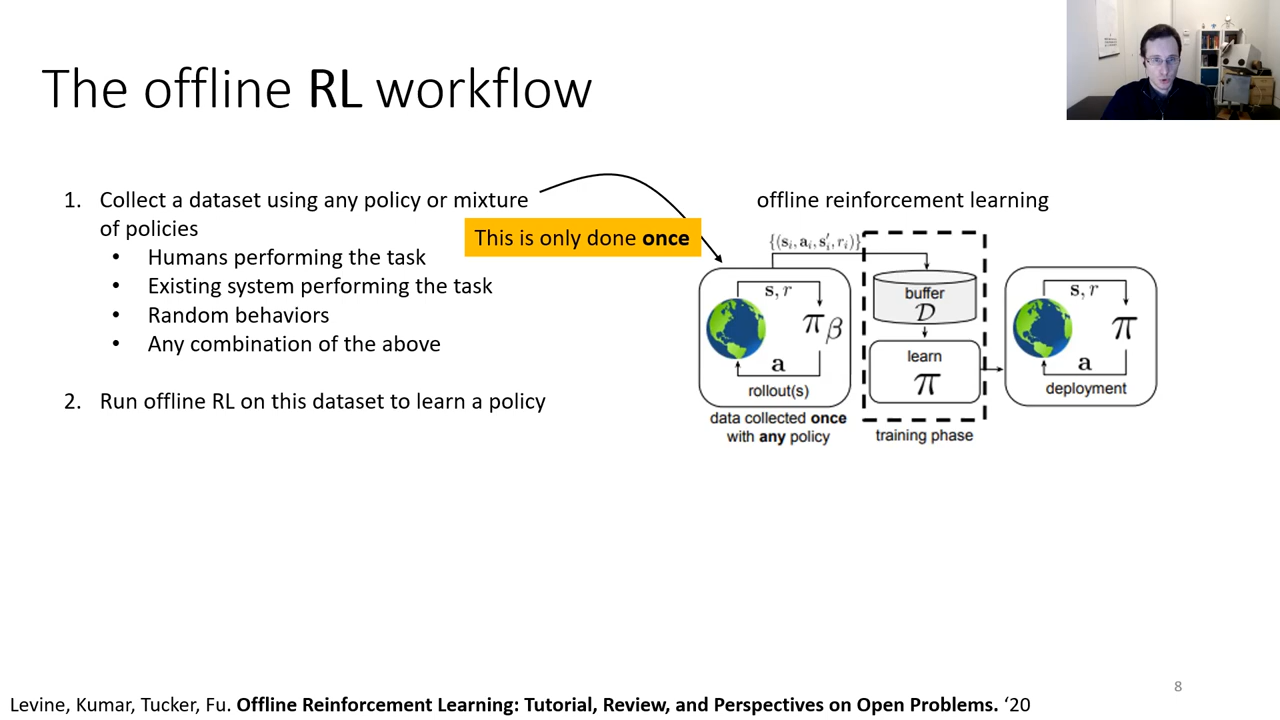 The offline RL workflow
1. Collect a dataset using any policy or mixture
of policies
• Humans performing the task
• Existing system performing the task
• Random behaviors
• Any combination of the above
2. Run offline RL on this dataset to learn a policy
This is only done once
offline reinforcement learning
{(s_i, a_i, s'_i, r_i)}
s, r
π_β
a
rollout(s)
data collected once
with any policy
buffer
𝒟
learn
π
training phase
s, r
π
a
deployment
8
Levine, Kumar, Tucker, Fu. Offline Reinforcement Learning: Tutorial, Review, and Perspectives on Open Problems. ‘20